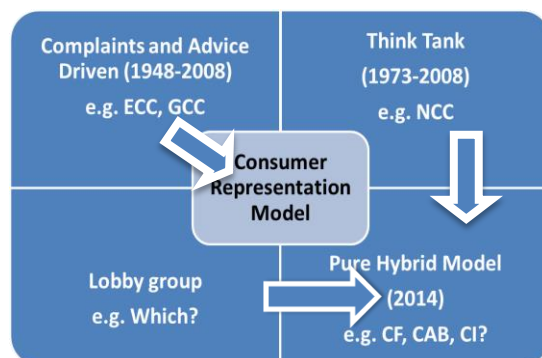 Complaints and Advice
Driven (1948-2008)
e.g. ECC, GCC
Think Tank
(1973-2008)
e.g. NCC
Consumer
Representation
Model
Lobby group
e.g. Which?
Pure Hybrid Model
(2014)
e.g. CF, CAB, CI?